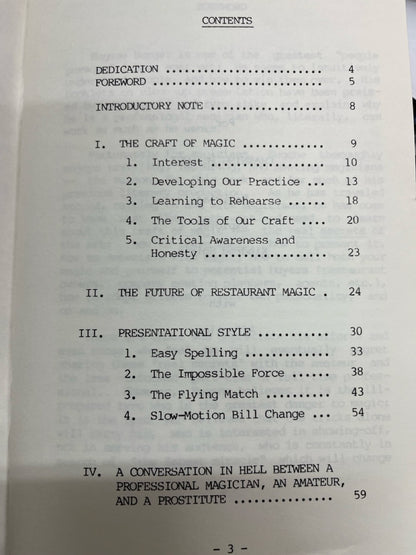 CONTENTS
DEDICATION ........................ 4
FOREWORD .......................... 5
INTRODUCTORY NOTE ................. 8
I. THE CRAFT OF MAGIC ............. 9
1. Interest .................. 10
2. Developing Our Practice ... 13
3. Learning to Rehearse ...... 18
4. The Tools of Our Craft .... 20
5. Critical Awareness and
Honesty ................... 23
II. THE FUTURE OF RESTAURANT MAGIC . 24
III. PRESENTATIONAL STYLE ........... 30
1. Easy Spelling ............. 33
2. The Impossible Force ...... 38
3. The Flying Match .......... 43
4. Slow-Motion Bill Change ... 54
IV. A CONVERSATION IN HELL BETWEEN A
PROFESSIONAL MAGICIAN, AN AMATEUR,
AND A PROSTITUTE ............... 59
- 3 -